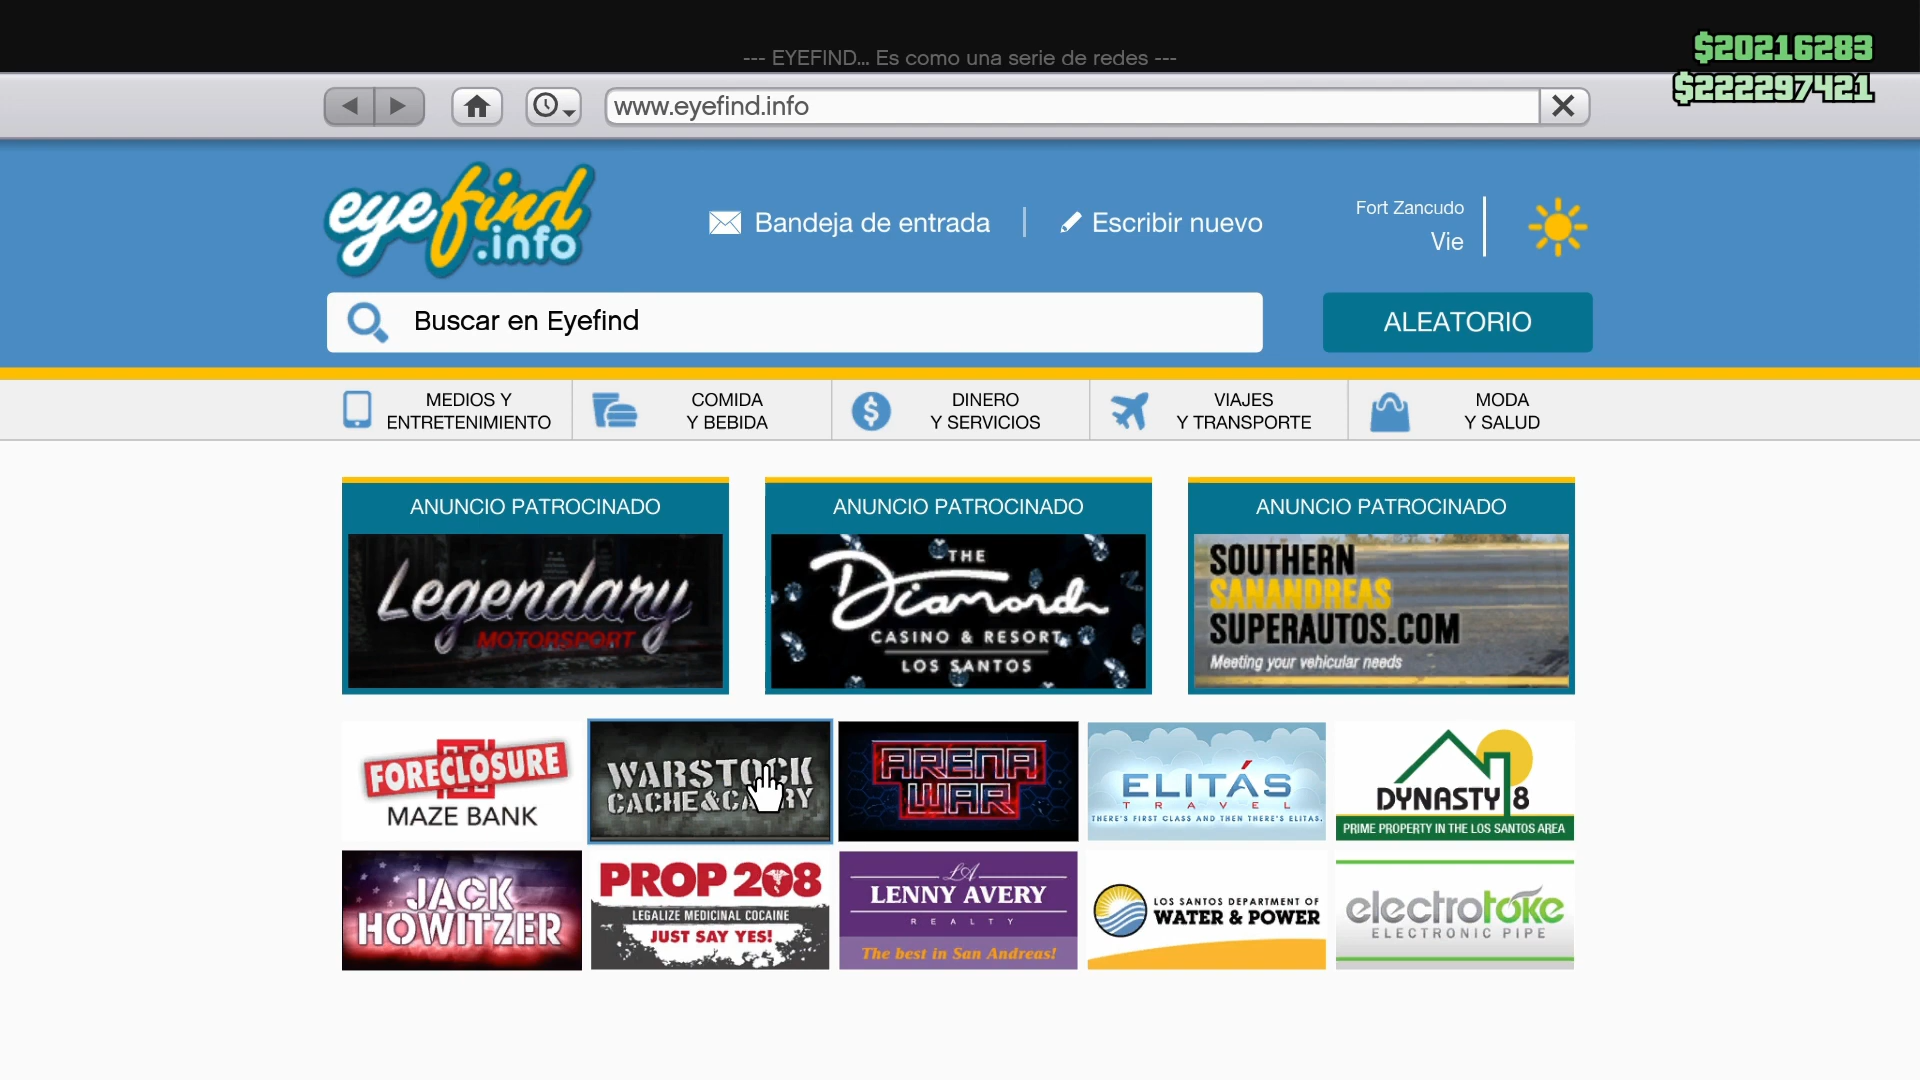 --- EYEFIND... Es como una serie de redes ---
$20216283
$222297421
www.eyefind.info
eyefind
.info
Bandeja de entrada
Escribir nuevo
Fort Zancudo
Vie
Buscar en Eyefind
ALEATORIO
MEDIOS Y
ENTRETENIMIENTO
COMIDA
Y BEBIDA
DINERO
Y SERVICIOS
VIAJES
Y TRANSPORTE
MODA
Y SALUD
ANUNCIO PATROCINADO
Legendary
MOTORSPORT
ANUNCIO PATROCINADO
THE
Diamond
CASINO & RESORT
LOS SANTOS
ANUNCIO PATROCINADO
SOUTHERN
SANANDREAS
SUPERAUTOS.COM
Meeting your vehicular needs
FORECLOSURE
MAZE BANK
WARSTOCK
CACHE&CARRY
ARENA
WAR
ELITÁS
TRAVEL
THERE'S FIRST CLASS AND THEN THERE'S ELITAS.
DYNASTY 8
PRIME PROPERTY IN THE LOS SANTOS AREA
JACK
HOWITZER
PROP 208
LEGALIZE MEDICINAL COCAINE
JUST SAY YES!
LA
LENNY AVERY
REALTY
The best in San Andreas!
LOS SANTOS DEPARTMENT OF
WATER & POWER
electrotoke
ELECTRONIC PIPE